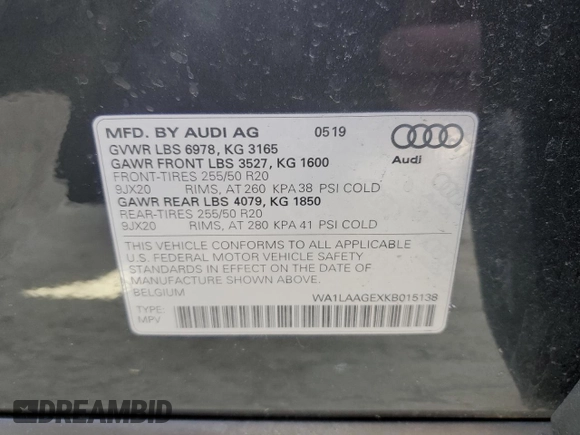 MFD. BY AUDI AG 05 19
GVWR LBS 6978, KG 3165
GAWR FRONT LBS 3527, KG 1600
FRONT-TIRES 255/50 R20
9JX20 RIMS, AT 260 KPA 38 PSI COLD
GAWR REAR LBS 4079, KG 1850
REAR-TIRES 255/50 R20
9JX20 RIMS, AT 280 KPA 41 PSI COLD
Audi
THIS VEHICLE CONFORMS TO ALL APPLICABLE
U.S. FEDERAL MOTOR VEHICLE SAFETY
STANDARDS IN EFFECT ON THE DATE OF
MANUFACTURE SHOWN ABOVE.
BELGIUM WA1LAAGEXKB015138
TYPE:
MPV
DREAMBID